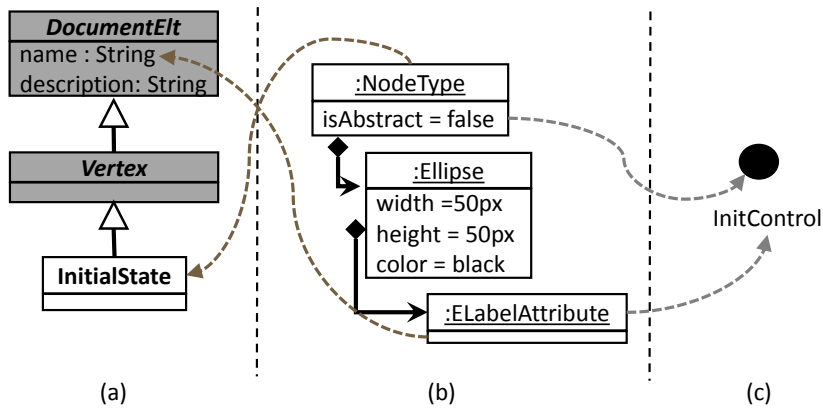 DocumentElt
name : String
description: String
Vertex
InitialState
(a)
:NodeType
isAbstract = false
:Ellipse
width =50px
height = 50px
color = black
:ELabelAttribute
(b)
InitControl
(c)